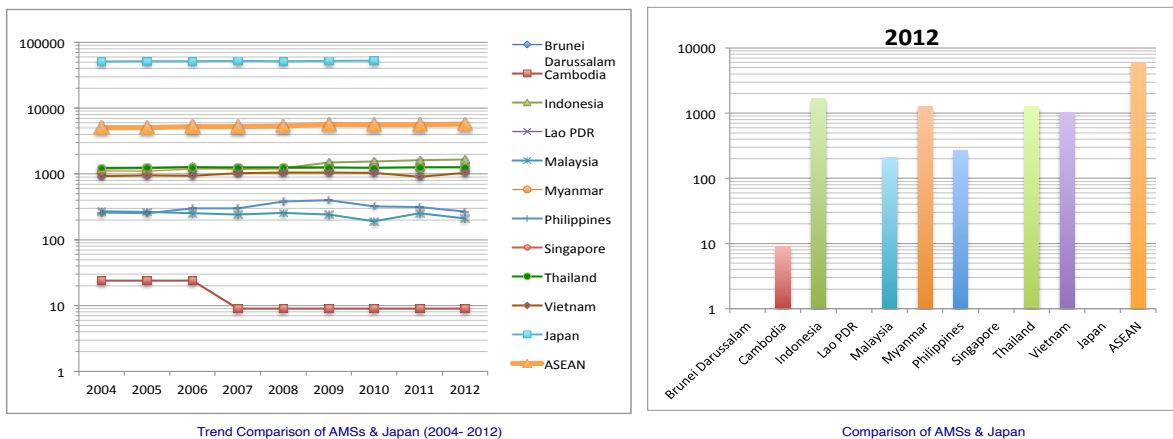 100000
10000
1000
100
10
1
2004 2005 2006 2007 2008 2009 2010 2011 2012
Brunei
Darussalam
Cambodia
Indonesia
Lao PDR
Malaysia
Myanmar
Philippines
Singapore
Thailand
Vietnam
Japan
ASEAN
Trend Comparison of AMSs & Japan (2004- 2012)
2012
10000
1000
100
10
1
Brunei Darussalam
Cambodia
Indonesia
Lao PDR
Malaysia
Myanmar
Philippines
Singapore
Thailand
Vietnam
Japan
ASEAN
Comparison of AMSs & Japan